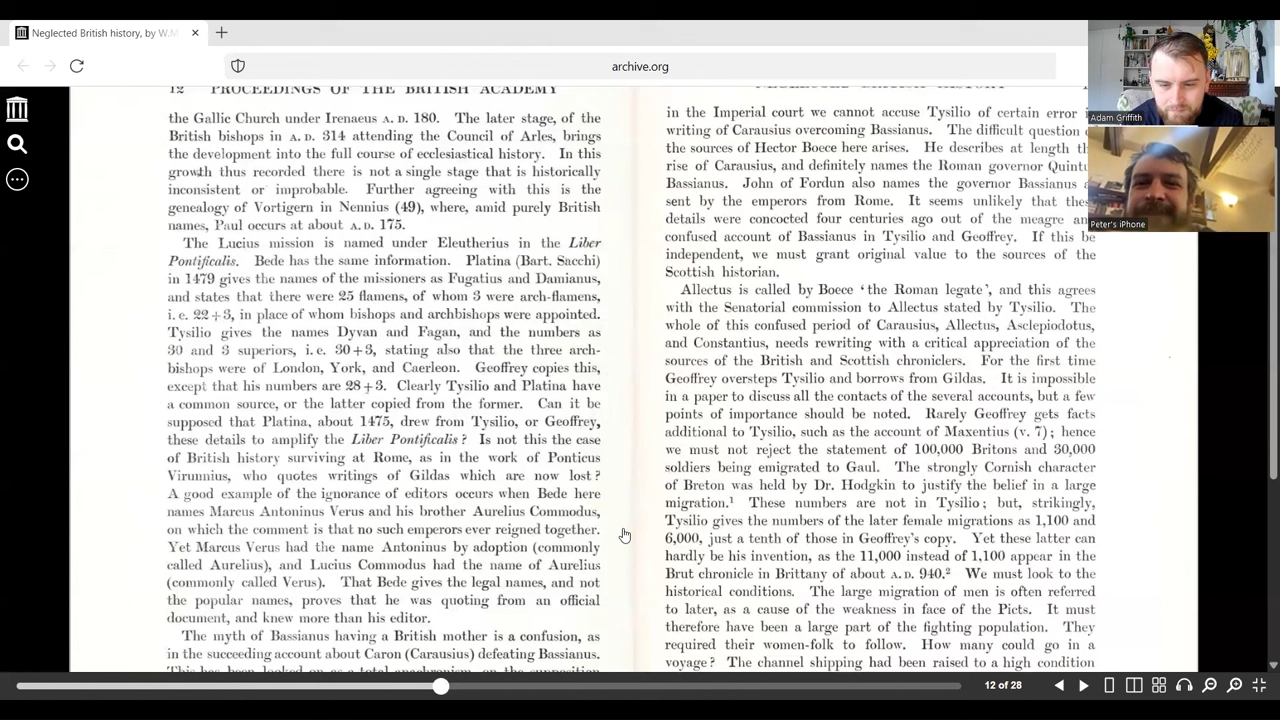 Neglected British history, by W.M
archive.org
Adam Griffith
Peter's iPhone
12 PROCEEDINGS OF THE BRITISH ACADEMY
the Gallic Church under Irenaeus A.D. 180. The later stage, of the
British bishops in A.D. 314 attending the Council of Arles, brings
the development into the full course of ecclesiastical history. In this
growth thus recorded there is not a single stage that is historically
inconsistent or improbable. Further agreeing with this is the
genealogy of Vortigern in Nennius (49), where, amid purely British
names, Paul occurs at about A.D. 175.
The Lucius mission is named under Eleutherius in the Liber
Pontificalis. Bede has the same information. Platina (Bart. Sacchi)
in 1479 gives the names of the missioners as Fugatius and Damianus,
and states that there were 25 flamens, of whom 3 were arch-flamens,
i.e. 22+3, in place of whom bishops and archbishops were appointed.
Tysilio gives the names Dyvan and Fagan, and the numbers as
30 and 3 superiors, i.e. 30+3, stating also that the three arch-
bishops were of London, York, and Caerleon. Geoffrey copies this,
except that his numbers are 28+3. Clearly Tysilio and Platina have
a common source, or the latter copied from the former. Can it be
supposed that Platina, about 1475, drew from Tysilio, or Geoffrey,
these details to amplify the Liber Pontificalis? Is not this the case
of British history surviving at Rome, as in the work of Ponticus
Virunnius, who quotes writings of Gildas which are now lost?
A good example of the ignorance of editors occurs when Bede here
names Marcus Antoninus Verus and his brother Aurelius Commodus,
on which the comment is that no such emperors ever reigned together.
Yet Marcus Verus had the name Antoninus by adoption (commonly
called Aurelius), and Lucius Commodus had the name of Aurelius
(commonly called Verus). That Bede gives the legal names, and not
the popular names, proves that he was quoting from an official
document, and knew more than his editor.
The myth of Bassianus having a British mother is a confusion, as
in the succeeding account about Caron (Carausius) defeating Bassianus.
This has been looked on as a total anachronism, on the supposition
NEGLECTED BRITISH HISTORY
in the Imperial court we cannot accuse Tysilio of certain error
writing of Carausius overcoming Bassianus. The difficult question
the sources of Hector Boece here arises. He describes at length th
rise of Carausius, and definitely names the Roman governor Quintu
Bassianus. John of Fordun also names the governor Bassianus a
sent by the emperors from Rome. It seems unlikely that thes
details were concocted four centuries ago out of the meagre an
confused account of Bassianus in Tysilio and Geoffrey. If this be
independent, we must grant original value to the sources of the
Scottish historian.
Allectus is called by Boece ‘the Roman legate’, and this agrees
with the Senatorial commission to Allectus stated by Tysilio. The
whole of this confused period of Carausius, Allectus, Asclepiodotus,
and Constantius, needs rewriting with a critical appreciation of the
sources of the British and Scottish chroniclers. For the first time
Geoffrey oversteps Tysilio and borrows from Gildas. It is impossible
in a paper to discuss all the contacts of the several accounts, but a few
points of importance should be noted. Rarely Geoffrey gets facts
additional to Tysilio, such as the account of Maxentius (v. 7); hence
we must not reject the statement of 100,000 Britons and 30,000
soldiers being emigrated to Gaul. The strongly Cornish character
of Breton was held by Dr. Hodgkin to justify the belief in a large
migration.¹ These numbers are not in Tysilio; but, strikingly,
Tysilio gives the numbers of the later female migrations as 1,100 and
6,000, just a tenth of those in Geoffrey's copy. Yet these latter can
hardly be his invention, as the 11,000 instead of 1,100 appear in the
Brut chronicle in Brittany of about A.D. 940.² We must look to the
historical conditions. The large migration of men is often referred
to later, as a cause of the weakness in face of the Picts. It must
therefore have been a large part of the fighting population. They
required their women-folk to follow. How many could go in a
voyage? The channel shipping had been raised to a high condition
12 of 28